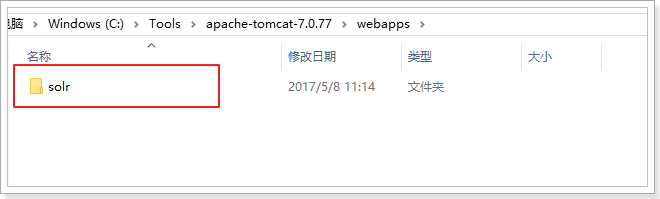 电脑 > Windows (C:) > Tools > apache-tomcat-7.0.77 > webapps >
名称 修改日期 类型 大小
solr 2017/5/8 11:14 文件夹